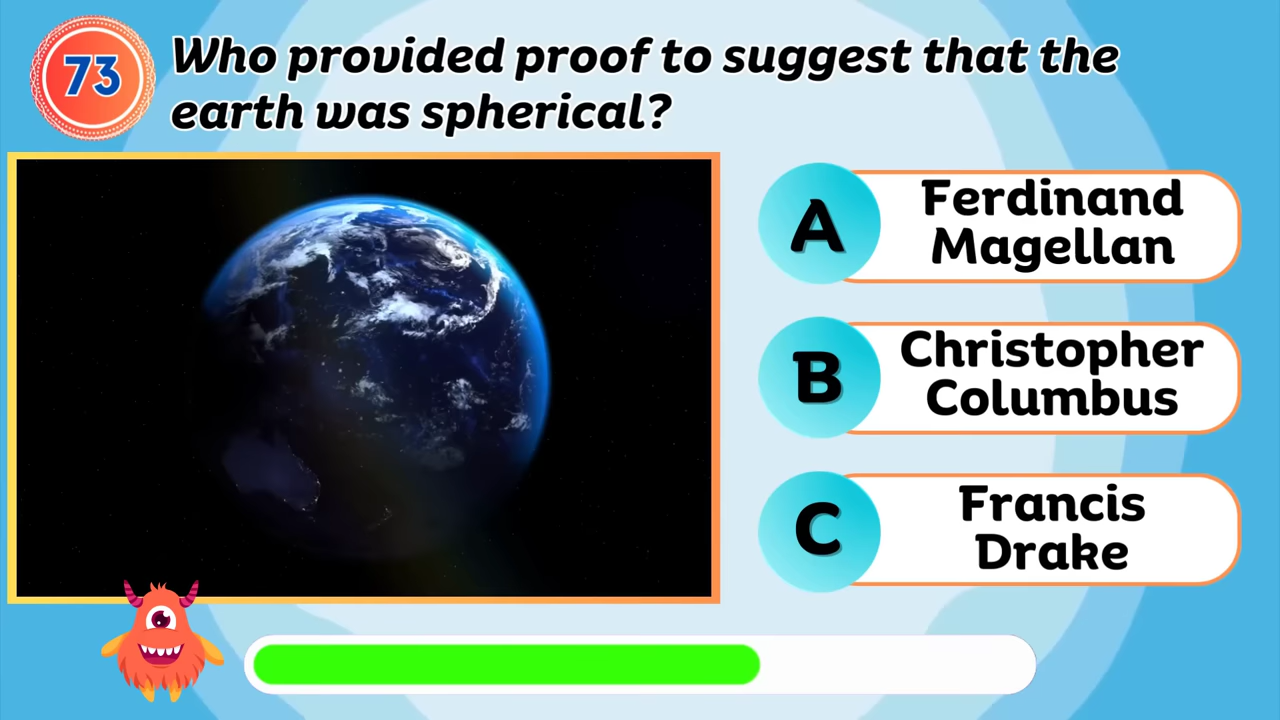 73
Who provided proof to suggest that the
earth was spherical?
A
Ferdinand
Magellan
B
Christopher
Columbus
C
Francis
Drake